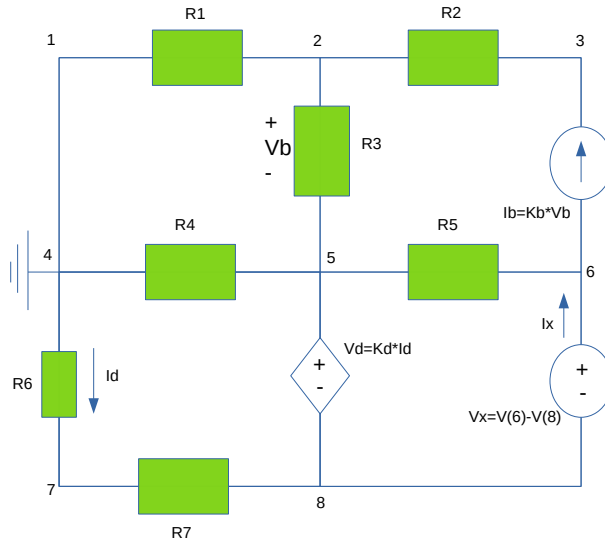 R1
R2
1
2
3
+
Vb
-
R3
Ib=Kb*Vb
R4
R5
4
5
6
Ix
Vd=Kd*Id
R6
Id
+
-
+
-
Vx=V(6)-V(8)
7
8
R7